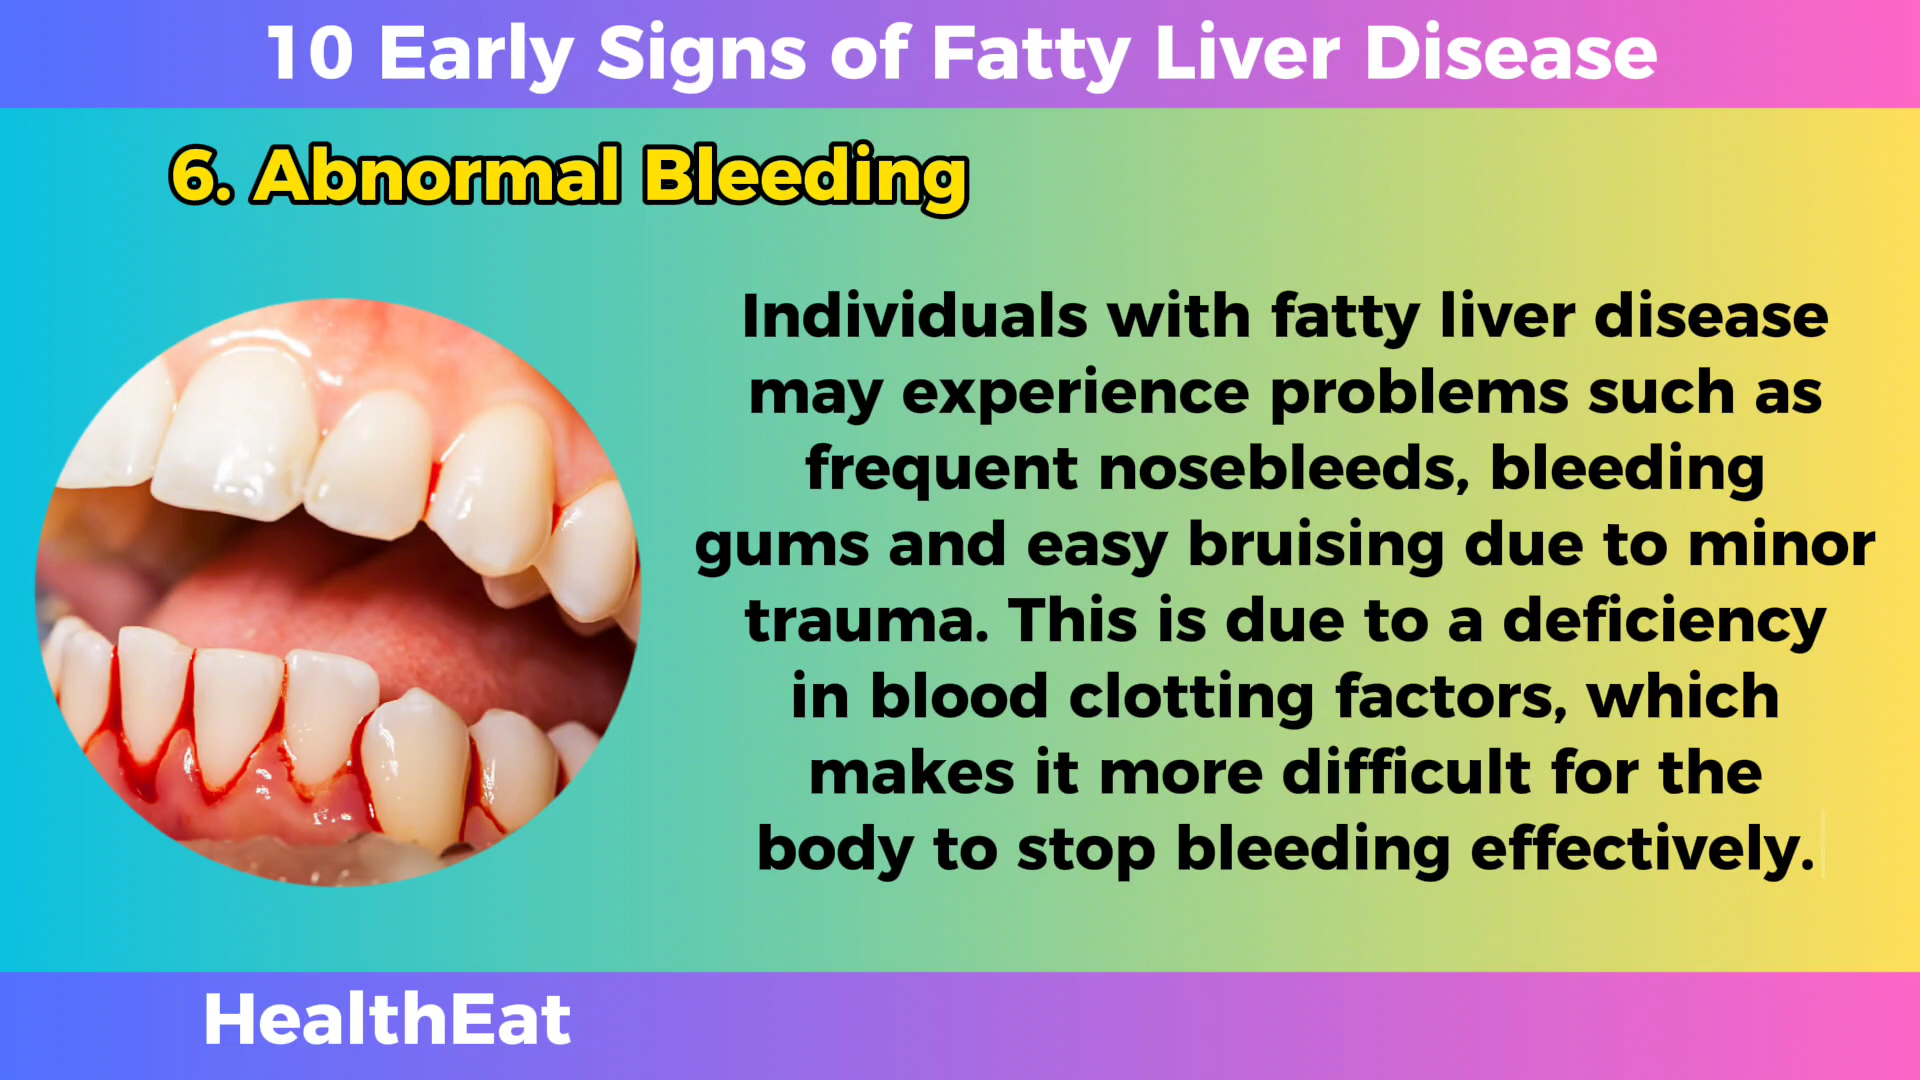 10 Early Signs of Fatty Liver Disease
6. Abnormal Bleeding
Individuals with fatty liver disease
may experience problems such as
frequent nosebleeds, bleeding
gums and easy bruising due to minor
trauma. This is due to a deficiency
in blood clotting factors, which
makes it more difficult for the
body to stop bleeding effectively.
HealthEat